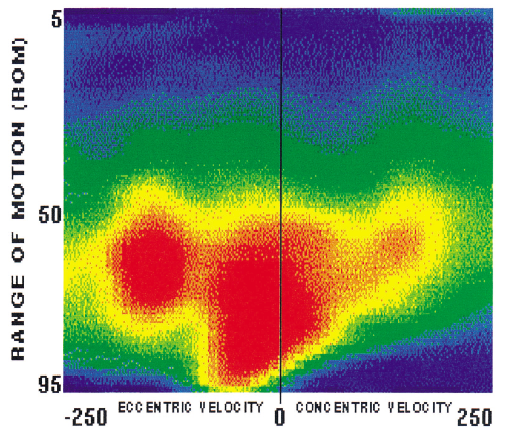 5
RANGE OF MOTION (ROM)
50
95
ECCENTRIC VELOCITY CONCENTRIC VELOCITY
-250 0 250